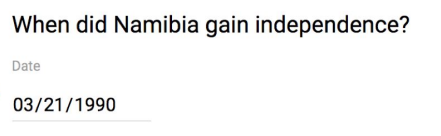 When did Namibia gain independence?
Date
03/21/1990